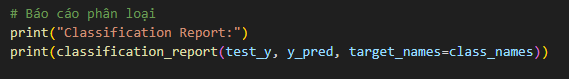 # Báo cáo phân loại
print("Classification Report:")
print(classification_report(test_y, y_pred, target_names=class_names))